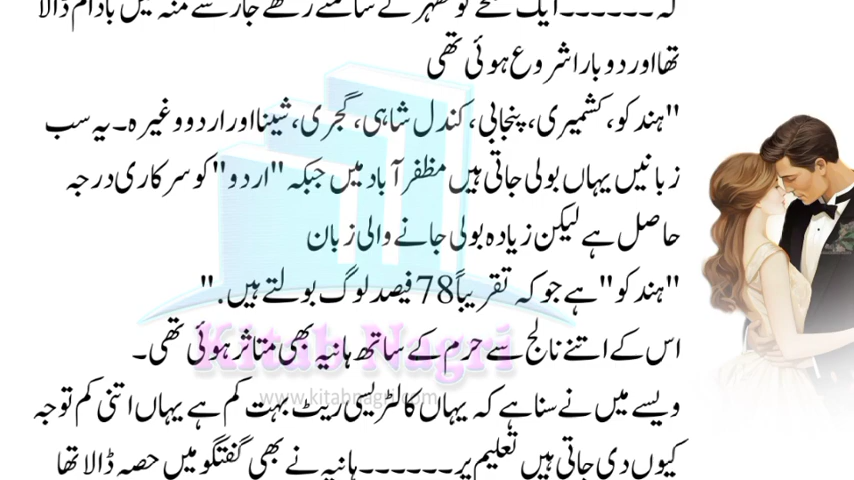 کہ ۔۔۔۔۔۔ ایک لمحے کو ٹھہر کے سامنے رکھے جار سے منہ میں بادام ڈالا
تھا اور دوبارا شروع ہوئی تھی
"ہندکو، کشمیری، پنجابی، کندل شاہی، گجری، شینا اور اردو وغیرہ۔ یہ سب
زبانیں یہاں بولی جاتی ہیں مظفر آباد میں جبکہ "اردو" کو سرکاری درجہ
حاصل ہے لیکن زیادہ بولی جانے والی زبان
"ہندکو" ہے جو کہ تقریباً 78 فیصد لوگ بولتے ہیں."
اس کے اتنے نالج سے حرم کے ساتھ ہانیہ بھی متاثر ہوئی تھی۔
Kitab Nagri
www.kitabnagri.com
ویسے میں نے سنا ہے کہ یہاں کا لٹریسی ریٹ بہت کم ہے یہاں اتنی کم توجہ
کیوں دی جاتی ہیں تعلیم پر ۔۔۔۔۔۔ ہانیہ نے بھی گفتگو میں حصہ ڈالا تھا